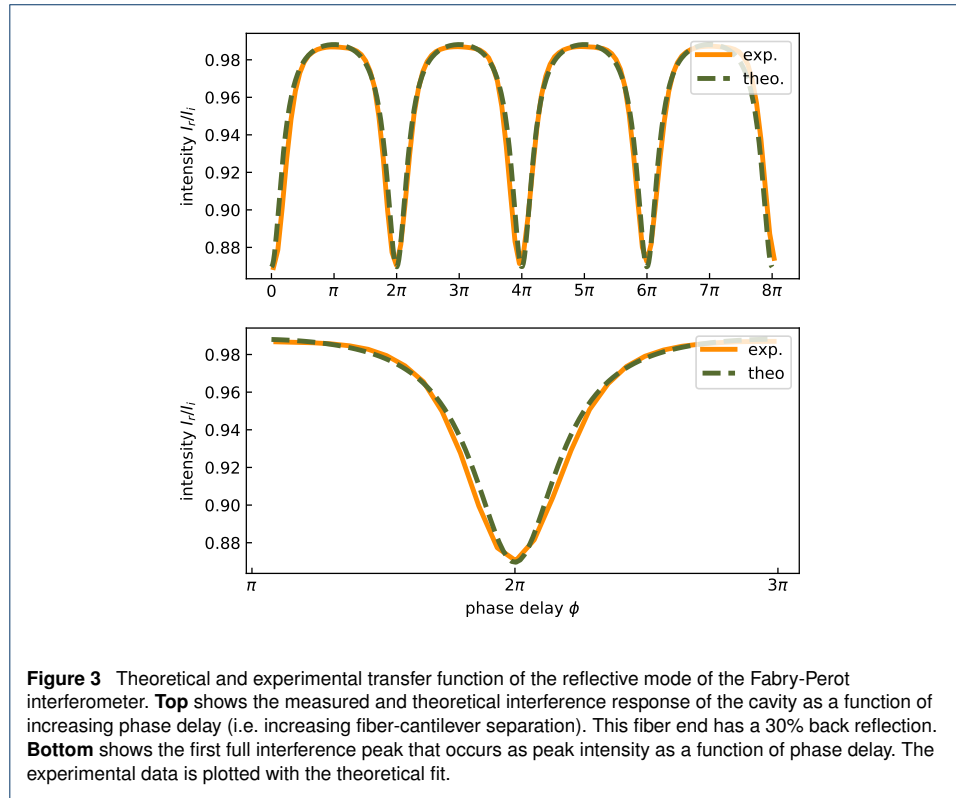 0.98
0.96
0.94
0.92
0.90
0.88
intensity I_r/I_i
exp.
theo.
0 π 2π 3π 4π 5π 6π 7π 8π
0.98
0.96
0.94
0.92
0.90
0.88
intensity I_r/I_i
exp.
theo
π 2π 3π
phase delay ϕ
Figure 3 Theoretical and experimental transfer function of the reflective mode of the Fabry-Perot
interferometer. Top shows the measured and theoretical interference response of the cavity as a function of
increasing phase delay (i.e. increasing fiber-cantilever separation). This fiber end has a 30% back reflection.
Bottom shows the first full interference peak that occurs as peak intensity as a function of phase delay. The
experimental data is plotted with the theoretical fit.